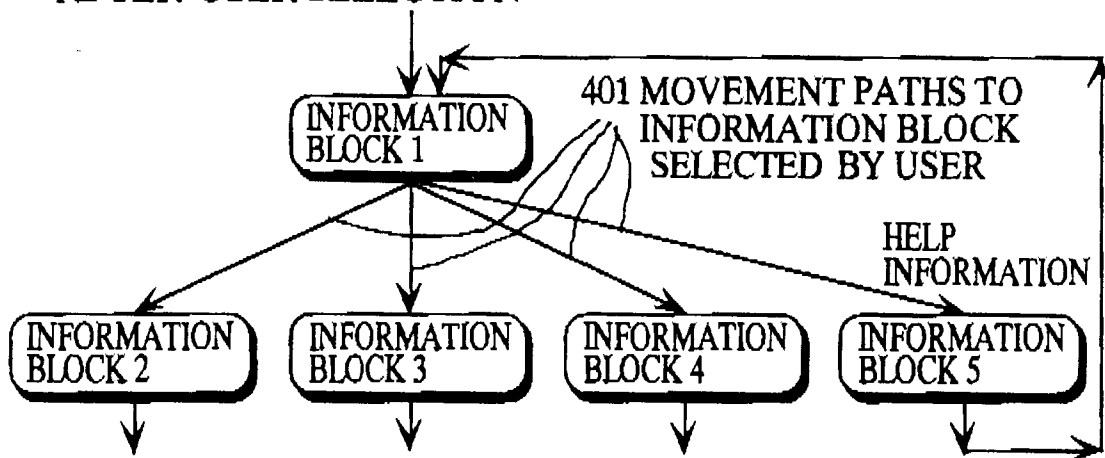 INFORMATION
BLOCK 1
401 MOVEMENT PATHS TO
INFORMATION BLOCK
SELECTED BY USER
HELP
INFORMATION
INFORMATION
BLOCK 2
INFORMATION
BLOCK 3
INFORMATION
BLOCK 4
INFORMATION
BLOCK 5